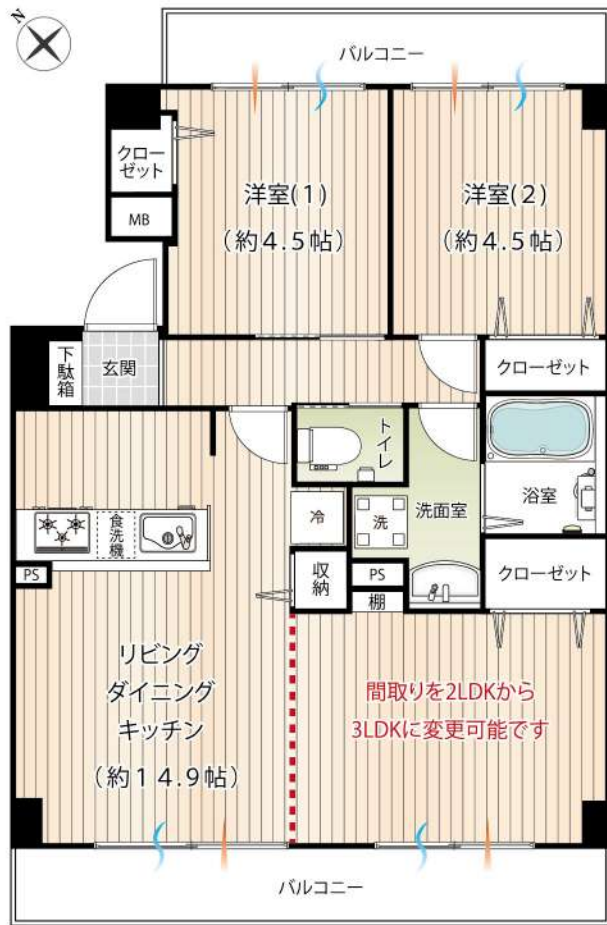 N
バルコニー
クロー
ゼット
洋室(1)
(約4.5帖)
洋室(2)
(約4.5帖)
MB
下駄箱
玄関
クローゼット
トイレ
冷
洗
洗面室
浴室
食洗機
PS
収納
PS
棚
クローゼット
リビング
ダイニング
キッチン
(約14.9帖)
間取りを2LDKから
3LDKに変更可能です
バルコニー